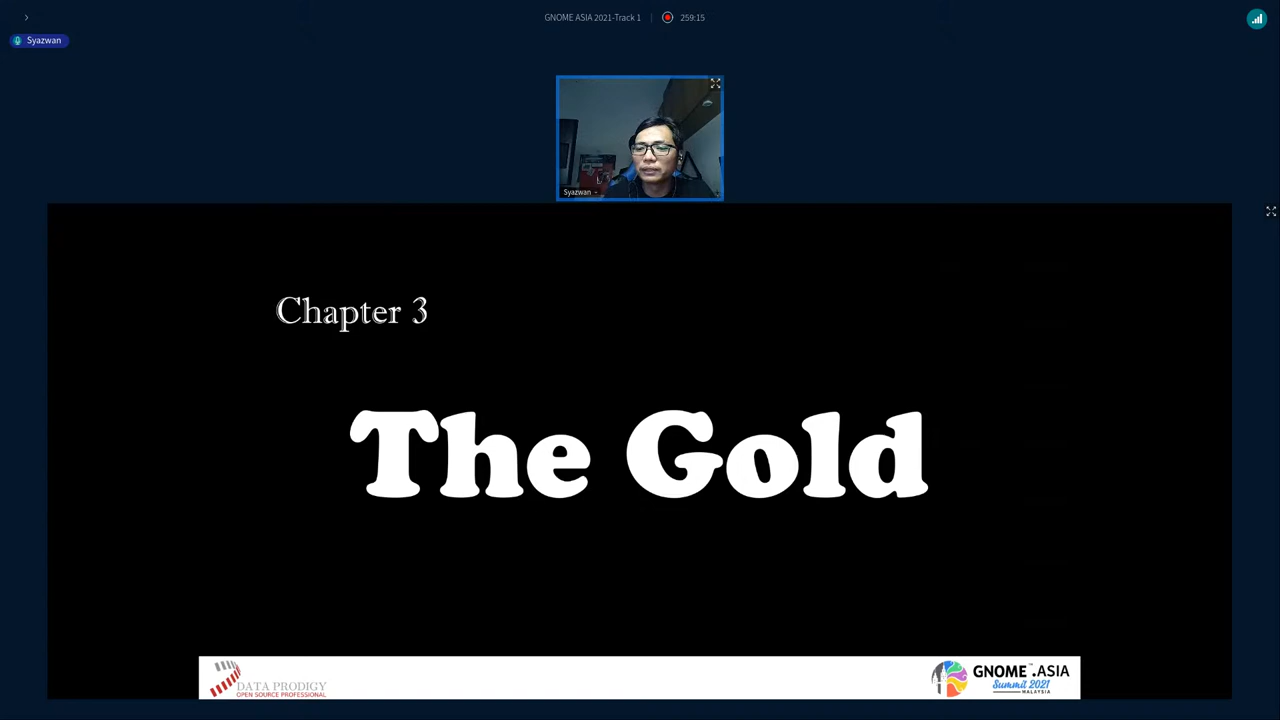 GNOME ASIA 2021-Track 1
259:15
Syazwan
Syazwan
Chapter 3
The Gold
DATA PRODIGY
OPEN SOURCE PROFESSIONAL
GNOME™.ASIA
Summit 2021
MALAYSIA